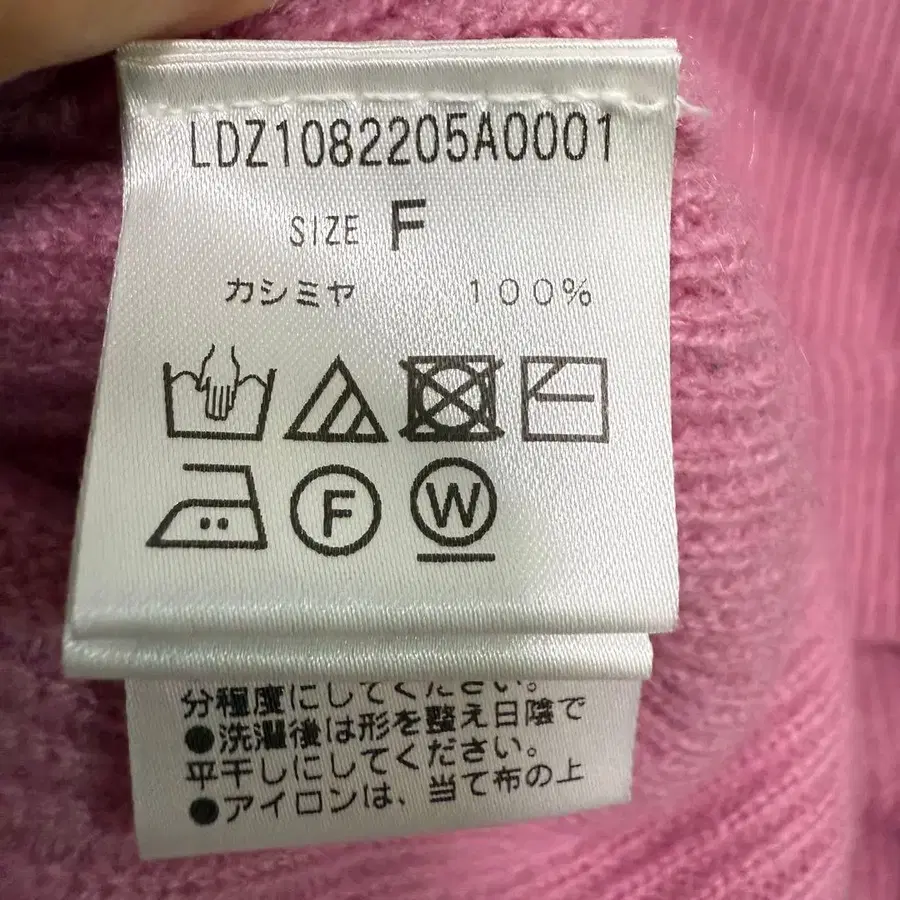 LDZ1082205A0001
SIZE F
カシミヤ 100%
F W
分程度にしてください。
●洗濯後は形を整え日陰で
平干しにしてください。
●アイロンは、当て布の上